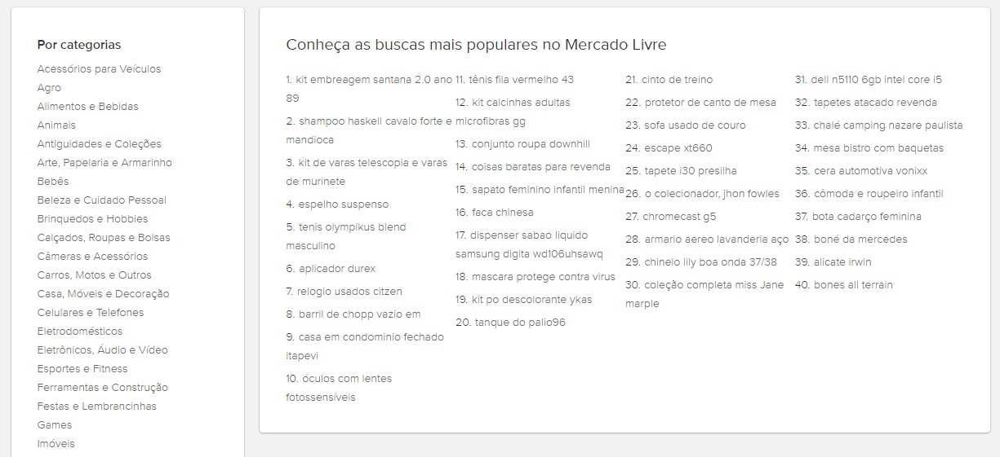 Por categorias
Acessórios para Veículos
Agro
Alimentos e Bebidas
Animais
Antiguidades e Coleções
Arte, Papelaria e Armarinho
Bebês
Beleza e Cuidado Pessoal
Brinquedos e Hobbies
Calçados, Roupas e Bolsas
Câmeras e Acessórios
Carros, Motos e Outros
Casa, Móveis e Decoração
Celulares e Telefones
Eletrodomésticos
Eletrônicos, Áudio e Vídeo
Esportes e Fitness
Ferramentas e Construção
Festas e Lembrancinhas
Games
Imóveis
Conheça as buscas mais populares no Mercado Livre
1. kit embreagem santana 2.0 ano
89
2. shampoo haskell cavalo forte e
mandioca
3. kit de varas telescopia e varas
de murinete
4. espelho suspenso
5. tenis olympikus blend
masculino
6. aplicador durex
7. relogio usados citzen
8. barril de chopp vazio em
9. casa em condominio fechado
itapevi
10. óculos com lentes
fotossensíveis
11. tênis fila vermelho 43
12. kit calcinhas adultas
microfibras gg
13. conjunto roupa downhill
14. coisas baratas para revenda
15. sapato feminino infantil menina
16. faca chinesa
17. dispenser sabao liquido
samsung digita wd106uhsawq
18. mascara protege contra virus
19. kit po descolorante ykas
20. tanque do palio96
21. cinto de treino
22. protetor de canto de mesa
23. sofa usado de couro
24. escape xt660
25. tapete i30 presilha
26. o colecionador, jhon fowles
27. chromecast g5
28. armario aereo lavanderia aço
29. chinelo lily boa onda 37/38
30. coleção completa miss Jane
marple
31. dell n5110 6gb intel core i5
32. tapetes atacado revenda
33. chalé camping nazare paulista
34. mesa bistro com baquetas
35. cera automotiva vonixx
36. cômoda e roupeiro infantil
37. bota cadarço feminina
38. boné da mercedes
39. alicate irwin
40. bones all terrain